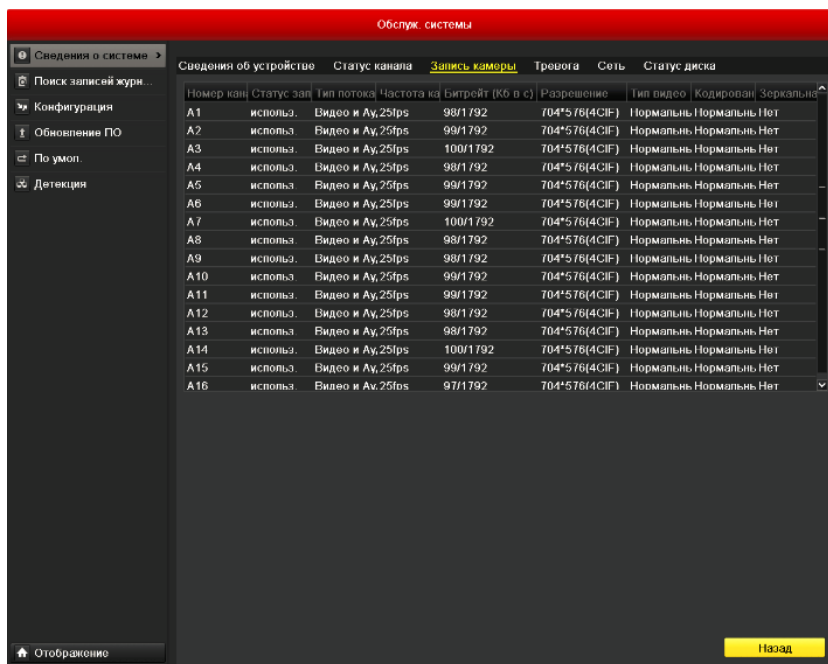 Обслуж. системы
Сведения о системе >
Поиск записей журн...
Конфигурация
Обновление ПО
По умол.
Детекция
Отображение
Сведения об устройстве Статус канала Запись камеры Тревога Сеть Статус диска
Номер кан Статус зап Тип потока Частота ка Битрейт (Кб в с) Разрешение Тип видео Кодирован Зеркальна
A1 использ. Видео и Ау, 25fps 98/1792 704*576(4CIF) Нормальнь Нормальнь Нет
A2 использ. Видео и Ау, 25fps 99/1792 704*576(4CIF) Нормальнь Нормальнь Нет
A3 использ. Видео и Ау, 25fps 100/1792 704*576(4CIF) Нормальнь Нормальнь Нет
A4 использ. Видео и Ау, 25fps 98/1792 704*576(4CIF) Нормальнь Нормальнь Нет
A5 использ. Видео и Ау, 25fps 99/1792 704*576(4CIF) Нормальнь Нормальнь Нет
A6 использ. Видео и Ау, 25fps 99/1792 704*576(4CIF) Нормальнь Нормальнь Нет
A7 использ. Видео и Ау, 25fps 100/1792 704*576(4CIF) Нормальнь Нормальнь Нет
A8 использ. Видео и Ау, 25fps 98/1792 704*576(4CIF) Нормальнь Нормальнь Нет
A9 использ. Видео и Ау, 25fps 98/1792 704*576(4CIF) Нормальнь Нормальнь Нет
A10 использ. Видео и Ау, 25fps 99/1792 704*576(4CIF) Нормальнь Нормальнь Нет
A11 использ. Видео и Ау, 25fps 99/1792 704*576(4CIF) Нормальнь Нормальнь Нет
A12 использ. Видео и Ау, 25fps 98/1792 704*576(4CIF) Нормальнь Нормальнь Нет
A13 использ. Видео и Ау, 25fps 98/1792 704*576(4CIF) Нормальнь Нормальнь Нет
A14 использ. Видео и Ау, 25fps 100/1792 704*576(4CIF) Нормальнь Нормальнь Нет
A15 использ. Видео и Ау, 25fps 99/1792 704*576(4CIF) Нормальнь Нормальнь Нет
A16 использ. Видео и Ау, 25fps 97/1792 704*576(4CIF) Нормальнь Нормальнь Нет
Назад